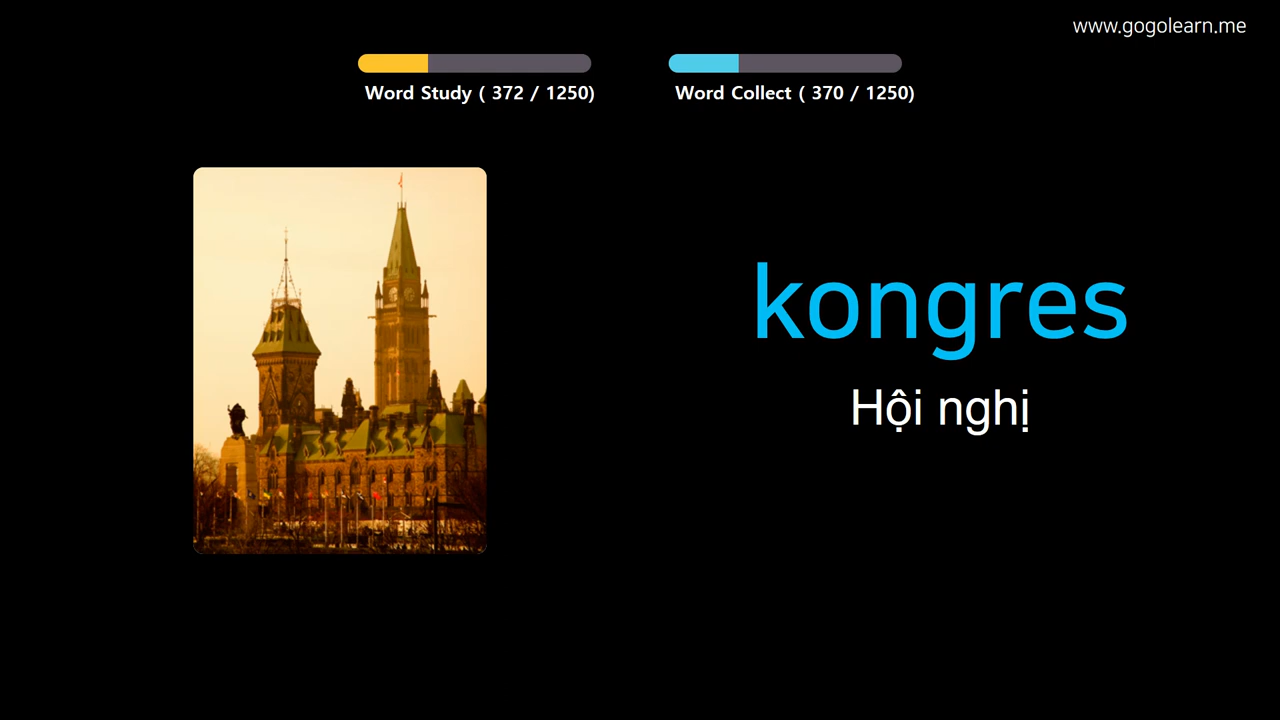 www.gogolearn.me
Word Study ( 372 / 1250)
Word Collect ( 370 / 1250)
kongres
Hội nghị